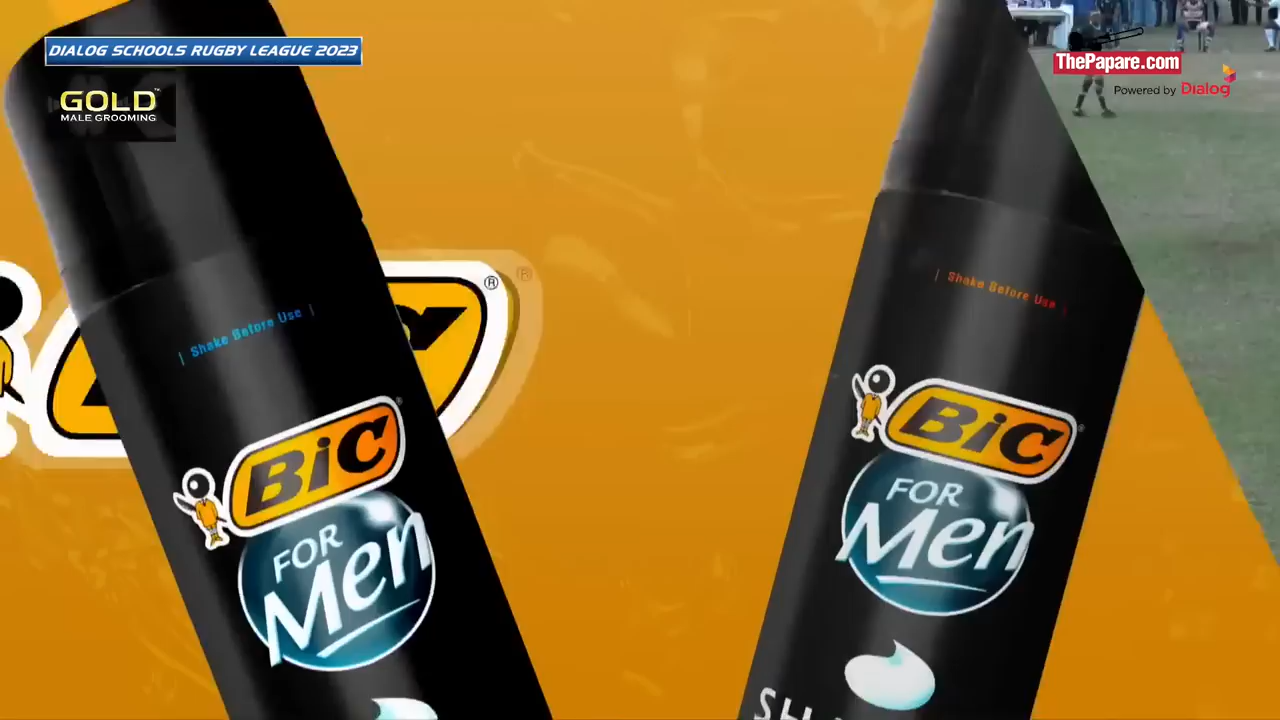 DIALOG SCHOOLS RUGBY LEAGUE 2023
GOLD™
MALE GROOMING
ThePapare.com
Powered by Dialog
®
®
| Shake Before Use |
BiC®
FOR
Men
| Shake Before Use |
BiC®
FOR
Men